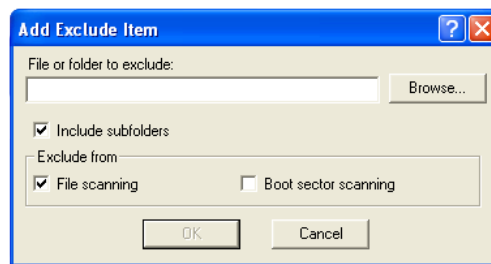 Add Exclude Item
File or folder to exclude:
Browse...
Include subfolders
Exclude from
File scanning
Boot sector scanning
OK
Cancel